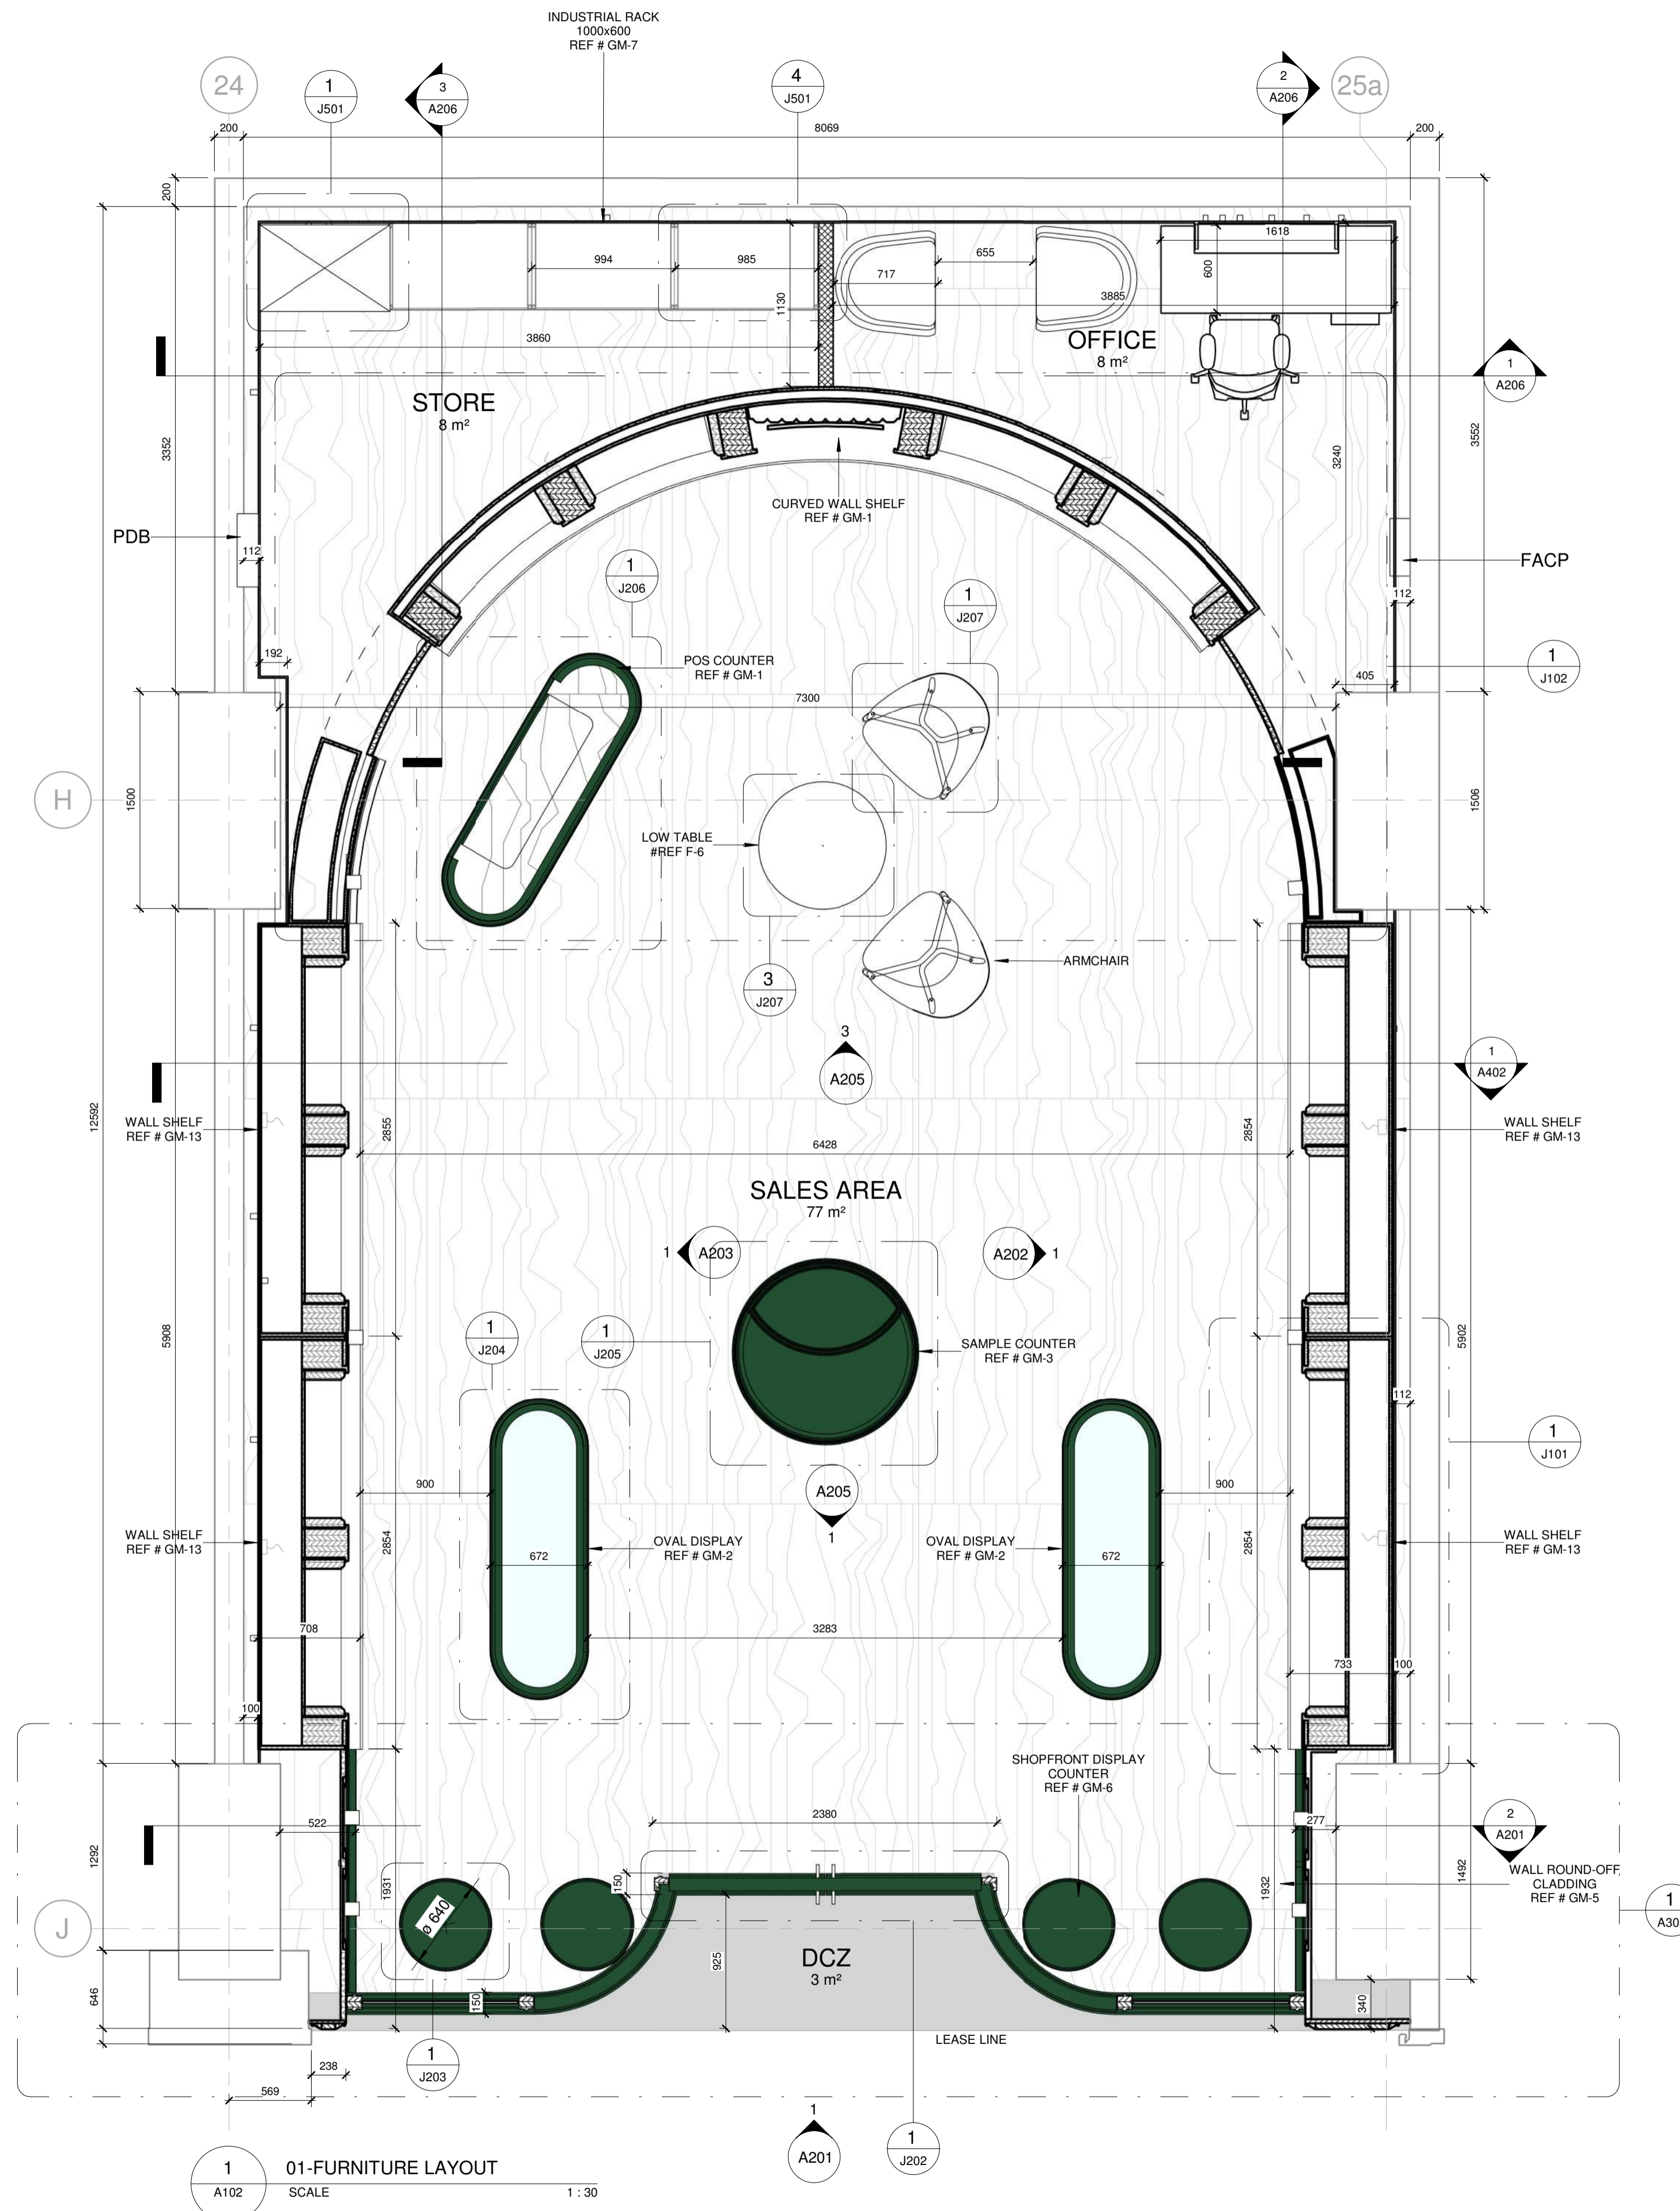 INDUSTRIAL RACK
1000x600
REF # GM-7
24
1
J501
3
A206
4
J501
2
A206
25a
200
8069
200
200
994
985
717
655
1618
600
3885
1130
3860
OFFICE
8 m²
1
A206
STORE
8 m²
3352
3240
3552
CURVED WALL SHELF
REF # GM-1
PDB
112
FACP
112
1
J206
1
J207
192
POS COUNTER
REF # GM-1
405
1
J102
7300
H
1500
1506
LOW TABLE
#REF F-6
ARMCHAIR
3
J207
3
A205
1
A402
12592
WALL SHELF
REF # GM-13
2855
2854
WALL SHELF
REF # GM-13
6428
SALES AREA
77 m²
1
A203
A202
1
5908
1
J204
1
J205
SAMPLE COUNTER
REF # GM-3
5902
112
1
J101
900
A205
1
900
WALL SHELF
REF # GM-13
2854
672
OVAL DISPLAY
REF # GM-2
OVAL DISPLAY
REF # GM-2
672
2854
WALL SHELF
REF # GM-13
708
3283
733
100
100
SHOPFRONT DISPLAY
COUNTER
REF # GM-6
2380
522
277
2
A201
1292
1931
150
1932
1492
WALL ROUND-OFF
CLADDING
REF # GM-5
1
A30
ø 640
J
925
DCZ
3 m²
646
150
340
LEASE LINE
238
1
J203
569
1
A201
1
J202
1
A102
01-FURNITURE LAYOUT
SCALE
1 : 30